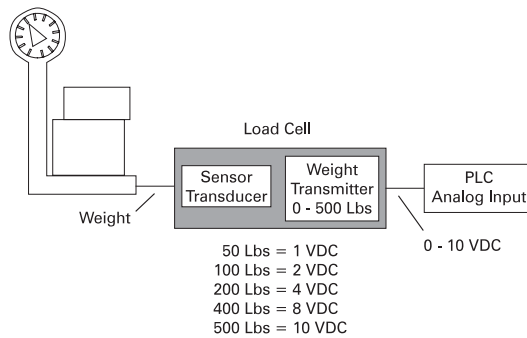 Load Cell
Sensor
Transducer
Weight
Transmitter
0 - 500 Lbs
PLC
Analog Input
Weight
0 - 10 VDC
50 Lbs = 1 VDC
100 Lbs = 2 VDC
200 Lbs = 4 VDC
400 Lbs = 8 VDC
500 Lbs = 10 VDC